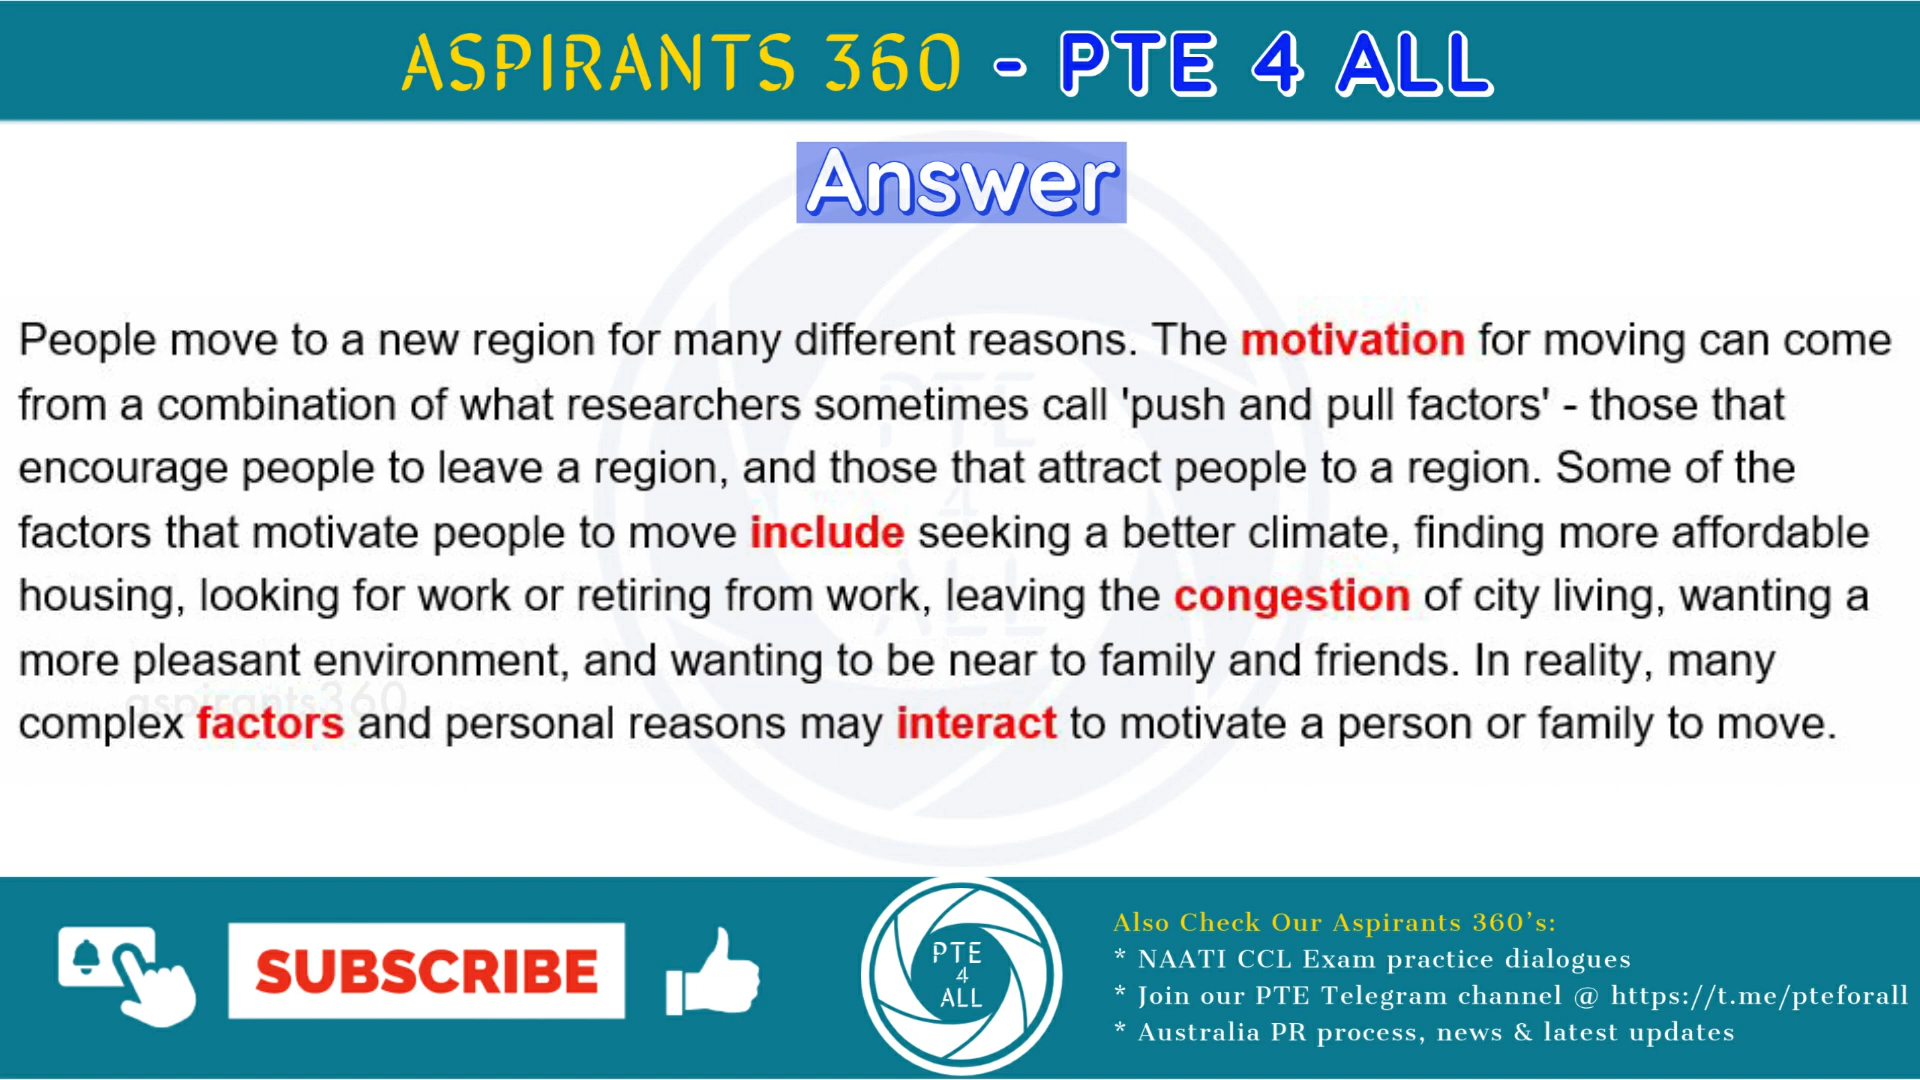 ASPIRANTS 360 - PTE 4 ALL
Answer
People move to a new region for many different reasons. The motivation for moving can come
from a combination of what researchers sometimes call 'push and pull factors' - those that
encourage people to leave a region, and those that attract people to a region. Some of the
factors that motivate people to move include seeking a better climate, finding more affordable
housing, looking for work or retiring from work, leaving the congestion of city living, wanting a
more pleasant environment, and wanting to be near to family and friends. In reality, many
aspirants360
complex factors and personal reasons may interact to motivate a person or family to move.
PTE
4
ALL
SUBSCRIBE
PTE
4
ALL
Also Check Our Aspirants 360's:
* NAATI CCL Exam practice dialogues
* Join our PTE Telegram channel @ https://t.me/pteforall
* Australia PR process, news & latest updates